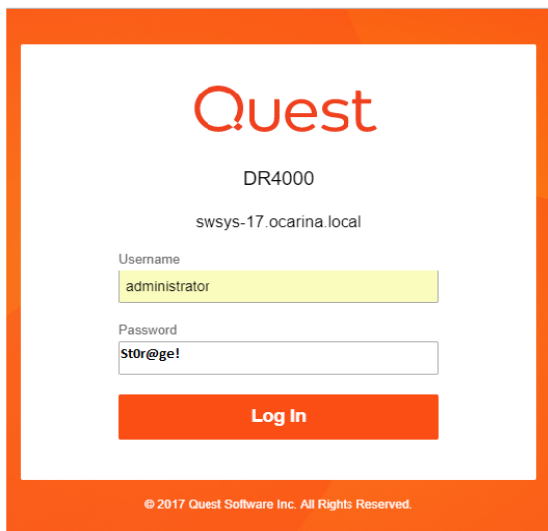 Quest
DR4000
swsys-17.ocarina.local
Username
administrator
Password
St0r@ge!
Log In
© 2017 Quest Software Inc. All Rights Reserved.